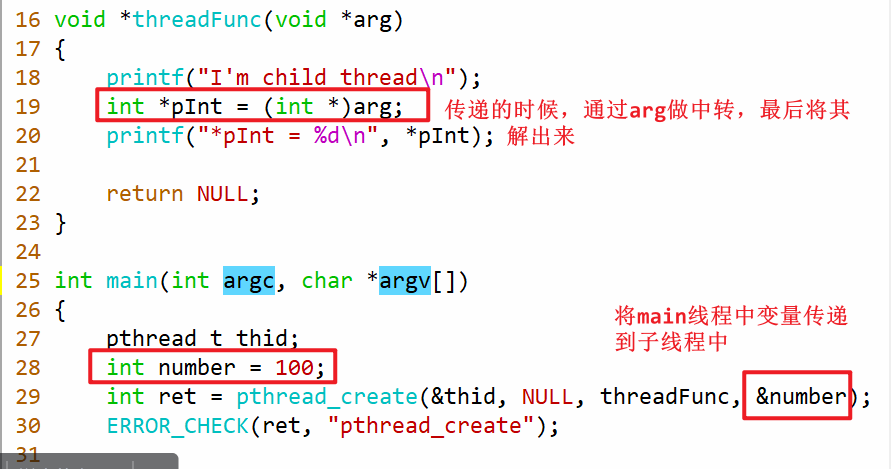 16 void *threadFunc(void *arg)
17 {
18     printf("I'm child thread\n");
19     int *pInt = (int *)arg; 传递的时候，通过arg做中转，最后将其
20     printf("*pInt = %d\n", *pInt); 解出来
21
22     return NULL;
23 }
24
25 int main(int argc, char *argv[])
26 {
将main线程中变量传递
27     pthread_t thid;
到子线程中
28     int number = 100;
29     int ret = pthread_create(&thid, NULL, threadFunc, &number);
30     ERROR_CHECK(ret, "pthread_create");
31